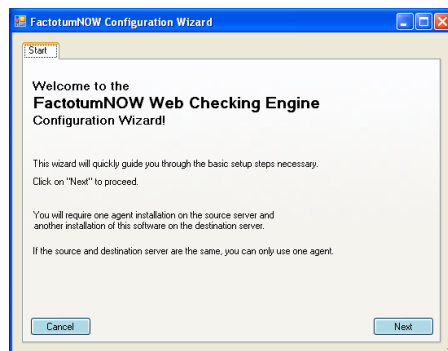 FactotumNOW Configuration Wizard
Start
Welcome to the
FactotumNOW Web Checking Engine
Configuration Wizard!
This wizard will quickly guide you through the basic setup steps necessary.
Click on "Next" to proceed.
You will require one agent installation on the source server and
another installation of this software on the destination server.
If the source and destination server are the same, you can only use one agent.
Cancel
Next